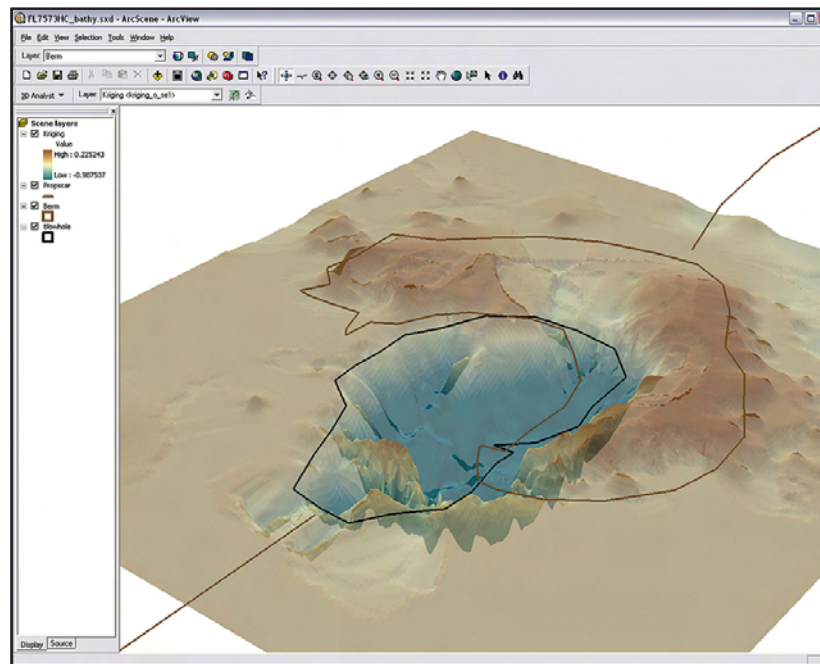 FL7573HC_bathy.sxd - ArcScene - ArcView
File Edit View Selection Tools Window Help
Layer: Berm
3D Analyst Layer: Kriging <kriging_o_se1>
Scene layers
Kriging
Value
High : 0.225243
Low : -0.987537
Propscar
Berm
Blowhole
Display Source